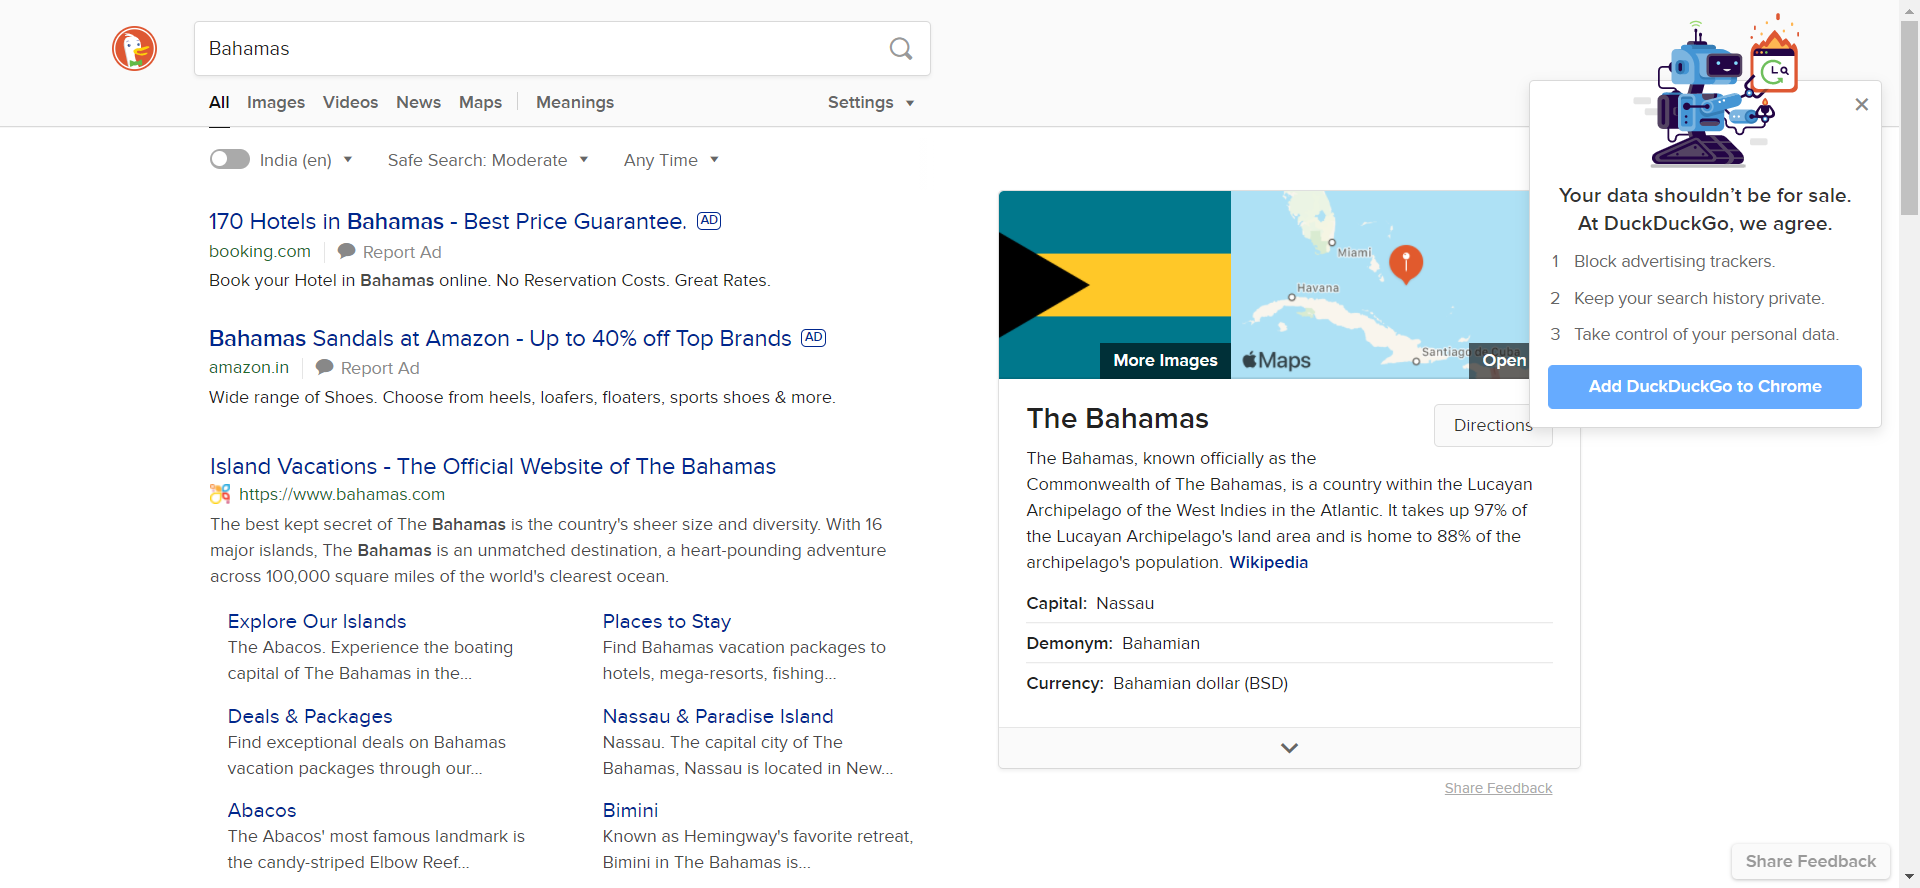 Bahamas
All Images Videos News Maps Meanings Settings
India (en) Safe Search: Moderate Any Time
170 Hotels in Bahamas - Best Price Guarantee. AD
booking.com Report Ad
Book your Hotel in Bahamas online. No Reservation Costs. Great Rates.
Bahamas Sandals at Amazon - Up to 40% off Top Brands AD
amazon.in Report Ad
Wide range of Shoes. Choose from heels, loafers, floaters, sports shoes & more.
Island Vacations - The Official Website of The Bahamas
https://www.bahamas.com
The best kept secret of The Bahamas is the country's sheer size and diversity. With 16
major islands, The Bahamas is an unmatched destination, a heart-pounding adventure
across 100,000 square miles of the world's clearest ocean.
Explore Our Islands
The Abacos. Experience the boating
capital of The Bahamas in the...
Places to Stay
Find Bahamas vacation packages to
hotels, mega-resorts, fishing...
Deals & Packages
Find exceptional deals on Bahamas
vacation packages through our...
Nassau & Paradise Island
Nassau. The capital city of The
Bahamas, Nassau is located in New...
Abacos
The Abacos' most famous landmark is
the candy-striped Elbow Reef...
Bimini
Known as Hemingway's favorite retreat,
Bimini in The Bahamas is...
Miami
Havana
Santiago de Cuba
More Images
Maps
Open
The Bahamas
Directions
The Bahamas, known officially as the
Commonwealth of The Bahamas, is a country within the Lucayan
Archipelago of the West Indies in the Atlantic. It takes up 97% of
the Lucayan Archipelago's land area and is home to 88% of the
archipelago's population. Wikipedia
Capital: Nassau
Demonym: Bahamian
Currency: Bahamian dollar (BSD)
Share Feedback
Your data shouldn’t be for sale.
At DuckDuckGo, we agree.
1 Block advertising trackers.
2 Keep your search history private.
3 Take control of your personal data.
Add DuckDuckGo to Chrome
Share Feedback